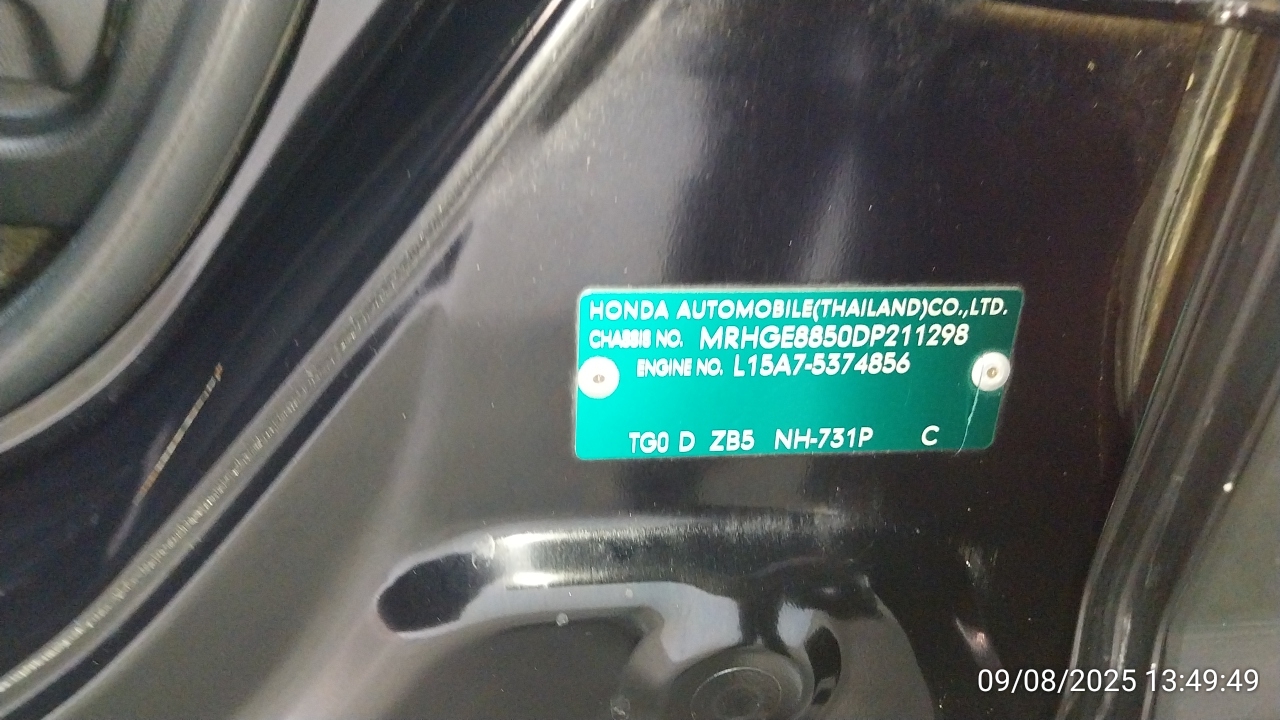 HONDA AUTOMOBILE(THAILAND)CO.,LTD.
CHASSIS NO. MRHGE8850DP211298
ENGINE NO. L15A7-5374856
TG0 D ZB5 NH-731P C
09/08/2025 13:49:49